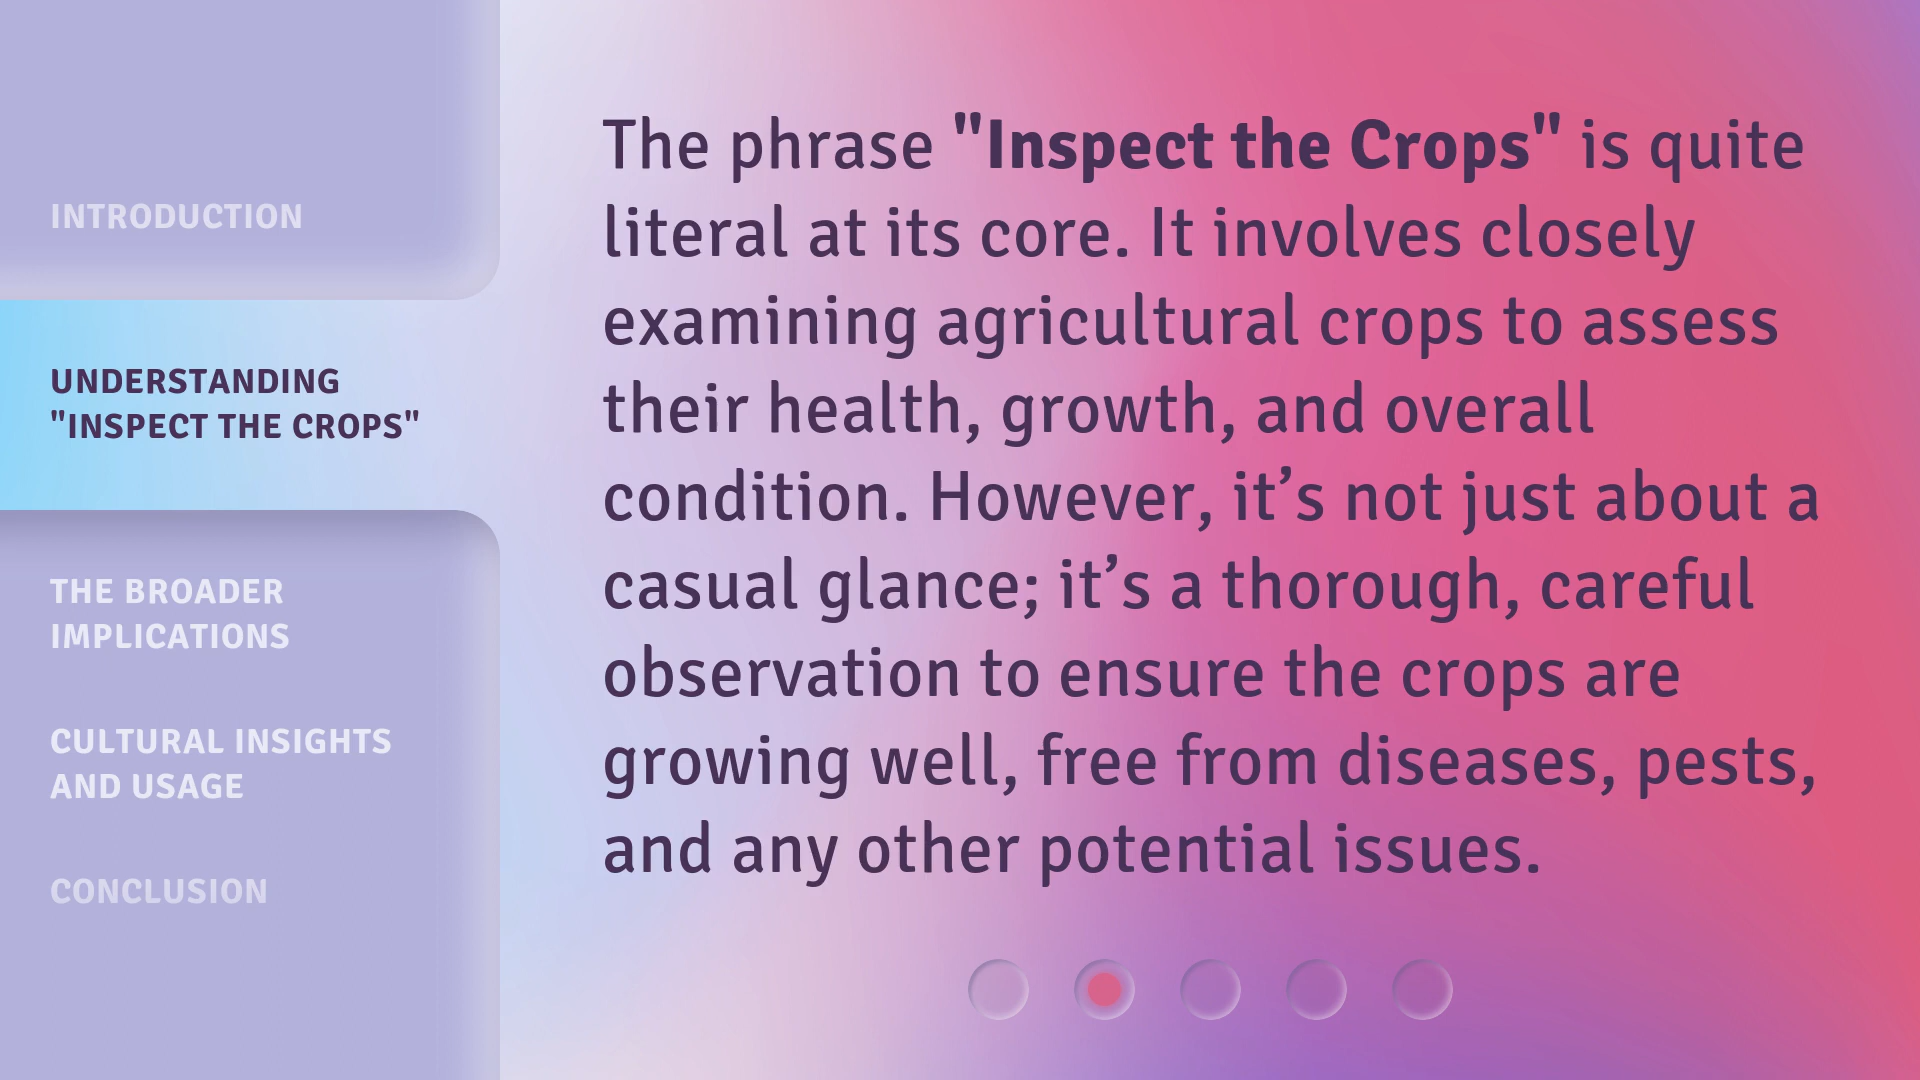 INTRODUCTION
UNDERSTANDING
"INSPECT THE CROPS"
THE BROADER
IMPLICATIONS
CULTURAL INSIGHTS
AND USAGE
CONCLUSION
The phrase "Inspect the Crops" is quite
literal at its core. It involves closely
examining agricultural crops to assess
their health, growth, and overall
condition. However, it’s not just about a
casual glance; it’s a thorough, careful
observation to ensure the crops are
growing well, free from diseases, pests,
and any other potential issues.